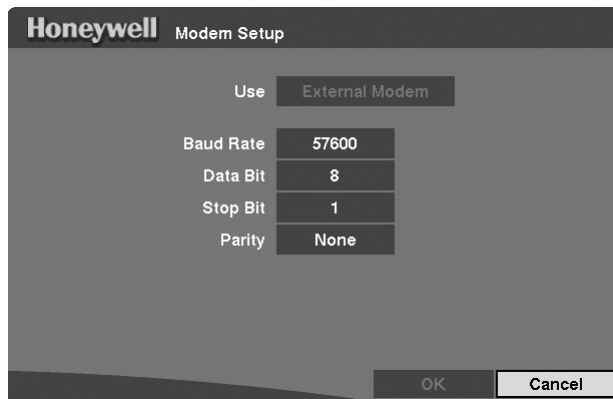 Honeywell Modem Setup
Use External Modem
Baud Rate 57600
Data Bit 8
Stop Bit 1
Parity None
OK Cancel